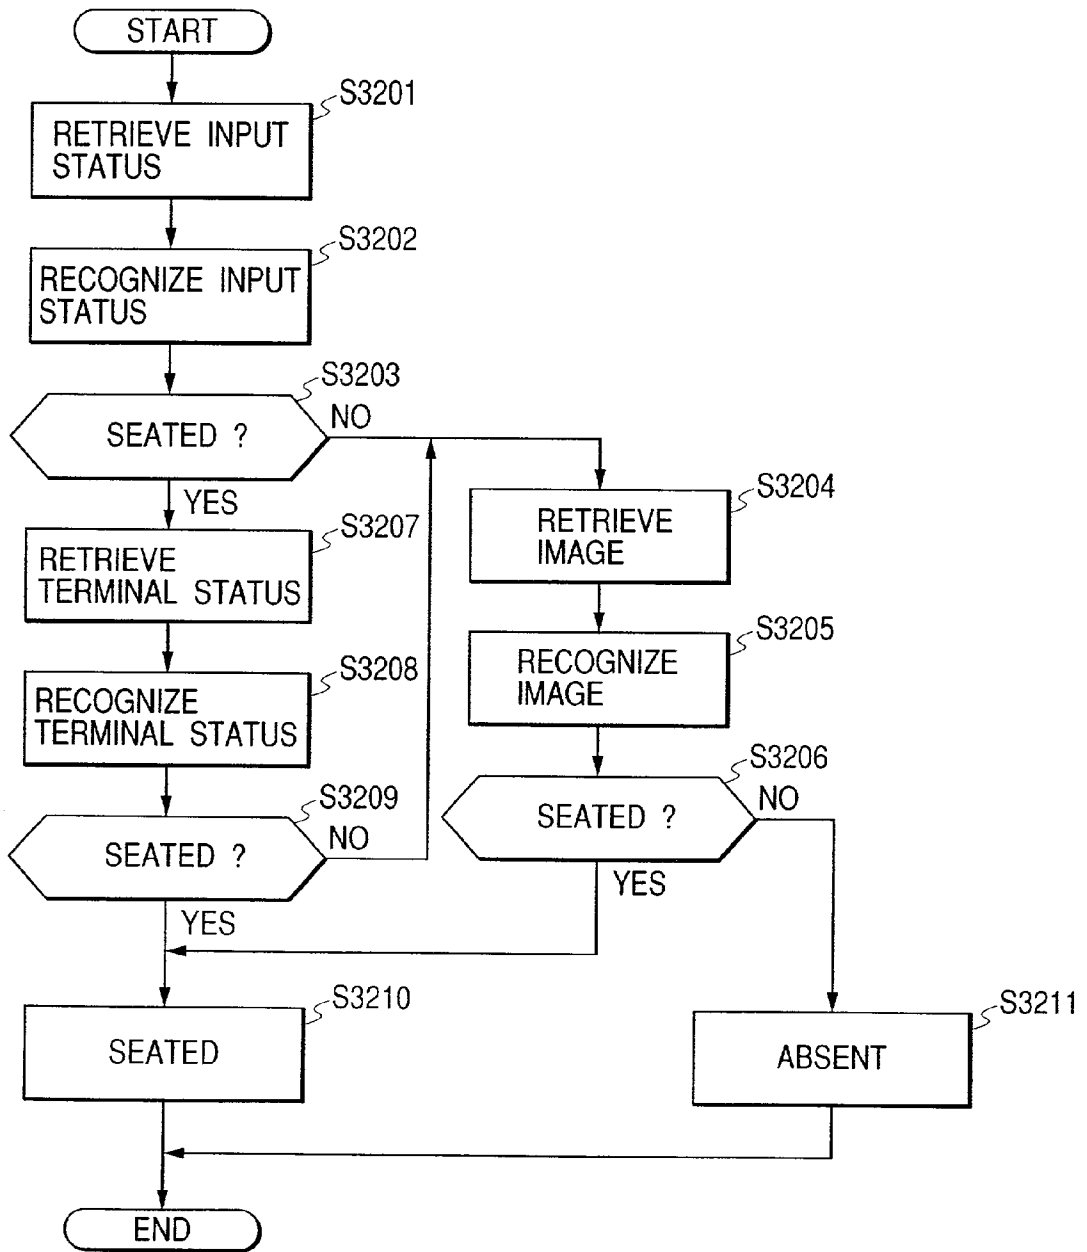 START
S3201
RETRIEVE INPUT
STATUS
S3202
RECOGNIZE INPUT
STATUS
S3203
SEATED ?
NO
YES
S3207
RETRIEVE
TERMINAL STATUS
S3208
RECOGNIZE
TERMINAL STATUS
S3209
SEATED ?
NO
YES
S3204
RETRIEVE
IMAGE
S3205
RECOGNIZE
IMAGE
S3206
SEATED ?
NO
YES
S3210
SEATED
S3211
ABSENT
END